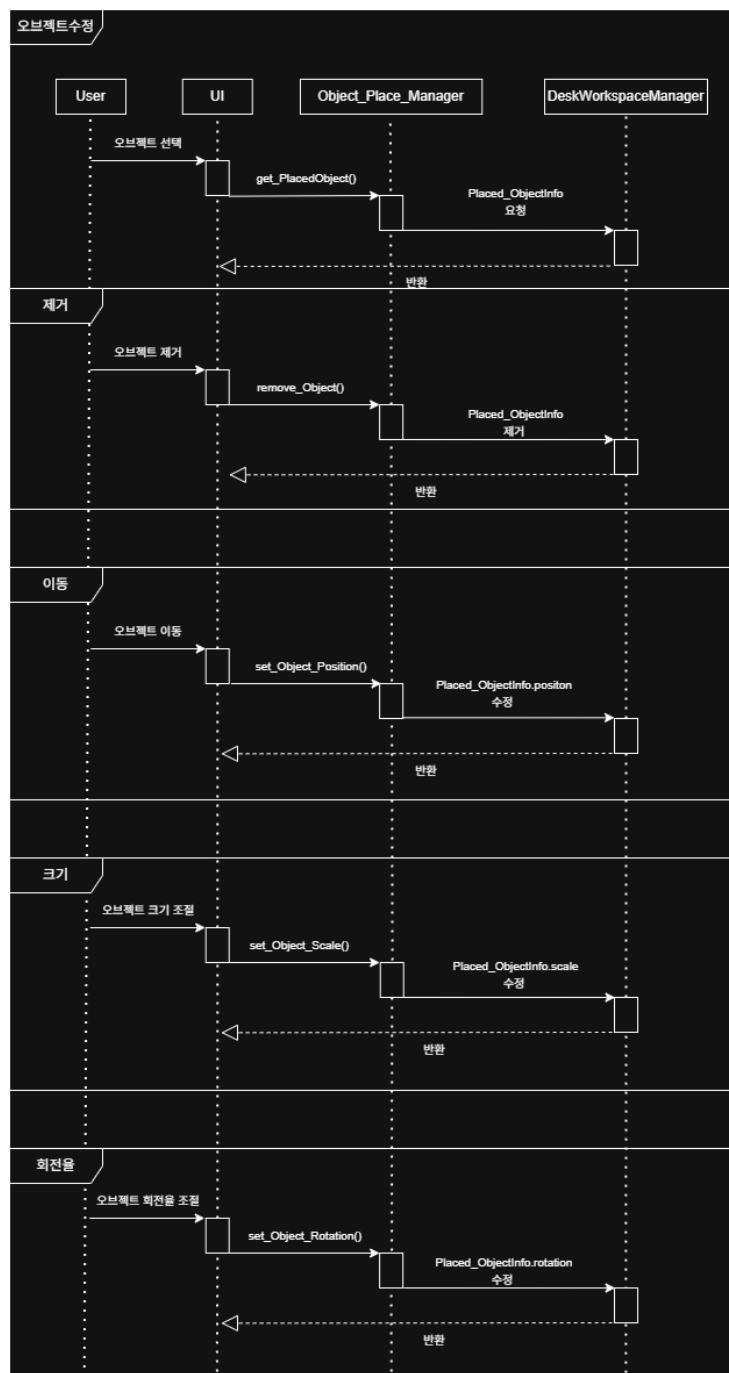 오브젝트수정
User
UI
Object_Place_Manager
DeskWorkspaceManager
오브젝트 선택
get_PlacedObject()
Placed_ObjectInfo
요청
반환
제거
오브젝트 제거
remove_Object()
Placed_ObjectInfo
제거
반환
이동
오브젝트 이동
set_Object_Position()
Placed_ObjectInfo.positon
수정
반환
크기
오브젝트 크기 조절
set_Object_Scale()
Placed_ObjectInfo.scale
수정
반환
회전율
오브젝트 회전율 조절
set_Object_Rotation()
Placed_ObjectInfo.rotation
수정
반환